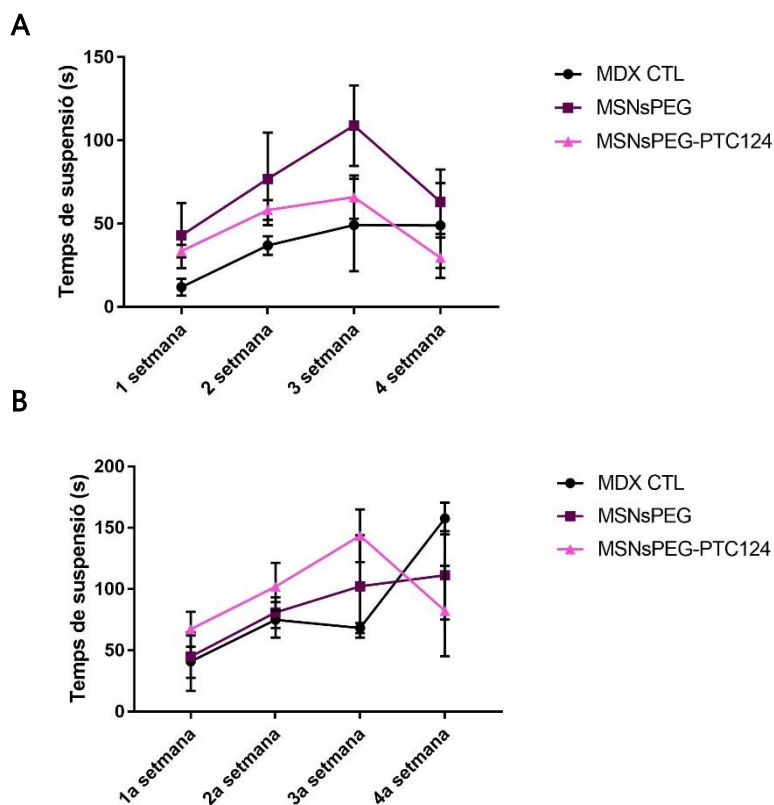 A
Temps de suspensió (s)
150
100
50
0
1 setmana
2 setmana
3 setmana
4 setmana
MDX CTL
MSNsPEG
MSNsPEG-PTC124
B
Temps de suspensió (s)
200
150
100
50
0
1a setmana
2a setmana
3a setmana
4a setmana
MDX CTL
MSNsPEG
MSNsPEG-PTC124